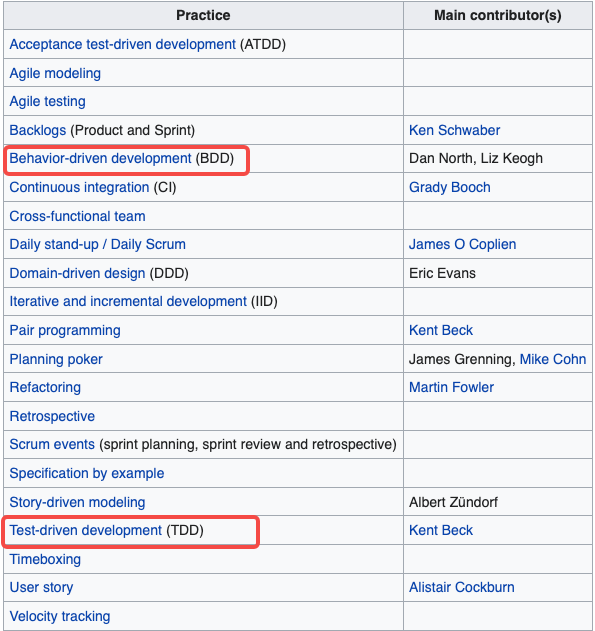 Practice Main contributor(s)
Acceptance test-driven development (ATDD)
Agile modeling
Agile testing
Backlogs (Product and Sprint) Ken Schwaber
Behavior-driven development (BDD) Dan North, Liz Keogh
Continuous integration (CI) Grady Booch
Cross-functional team
Daily stand-up / Daily Scrum James O Coplien
Domain-driven design (DDD) Eric Evans
Iterative and incremental development (IID)
Pair programming Kent Beck
Planning poker James Grenning, Mike Cohn
Refactoring Martin Fowler
Retrospective
Scrum events (sprint planning, sprint review and retrospective)
Specification by example
Story-driven modeling Albert Zündorf
Test-driven development (TDD) Kent Beck
Timeboxing
User story Alistair Cockburn
Velocity tracking